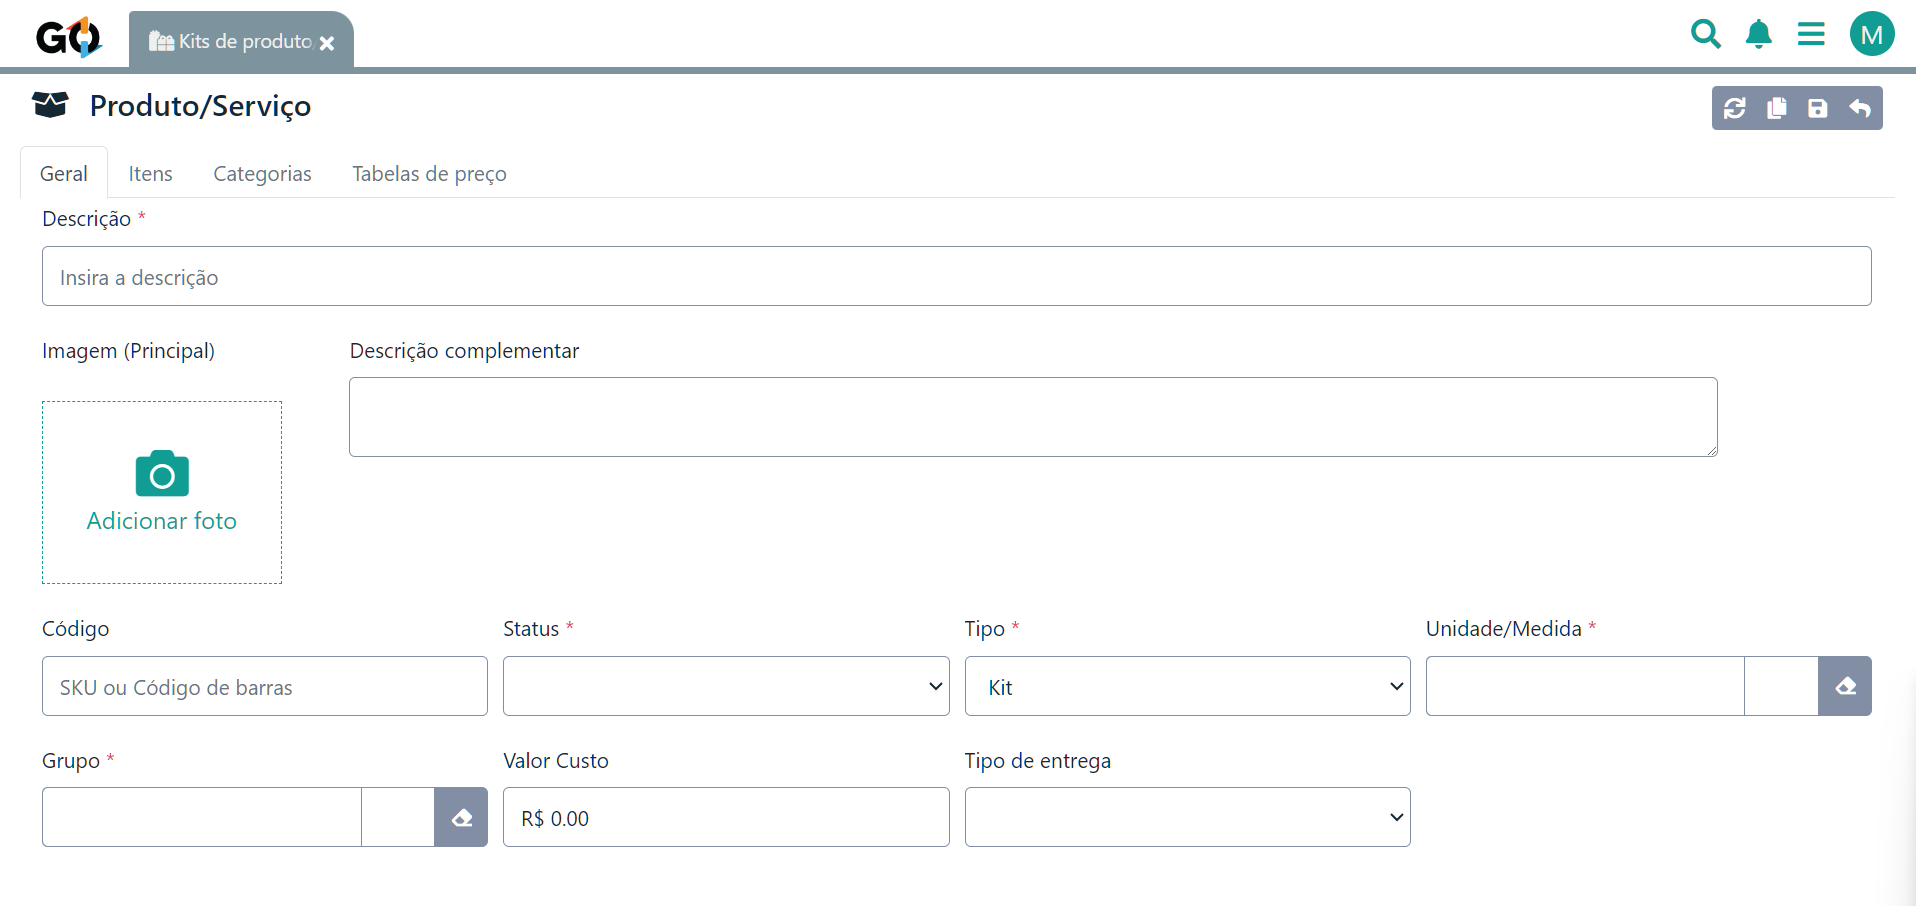 GO
Kits de produto
M
Produto/Serviço
Geral Itens Categorias Tabelas de preço
Descrição *
Insira a descrição
Imagem (Principal) Descrição complementar
Adicionar foto
Código Status * Tipo * Unidade/Medida *
SKU ou Código de barras Kit
Grupo * Valor Custo Tipo de entrega
R$ 0.00